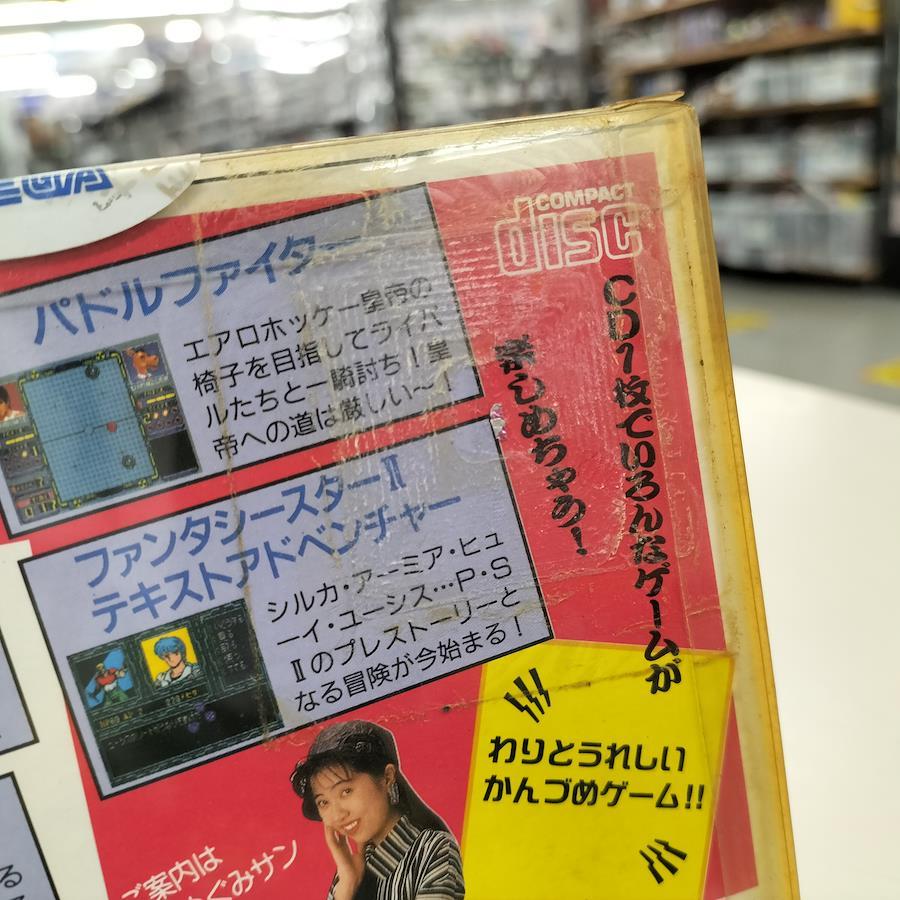 SEGA
COMPACT
disc
パドルファイター
エアロホッケー皇帝の
椅子を目指してライバ
ルたちと一騎討ち！皇
帝への道は厳しい〜！
CD1枚でいろんなゲームが
楽しめちゃう！
ファンタシースターⅡ
テキストアドベンチャー
シルカ・アーミア・ヒュ
ーイ・ユーシス…P・S
Ⅱのプレストーリーと
なる冒険が今始まる！
わりとうれしい
かんづめゲーム!!
ご案内は
ぐみサン
る